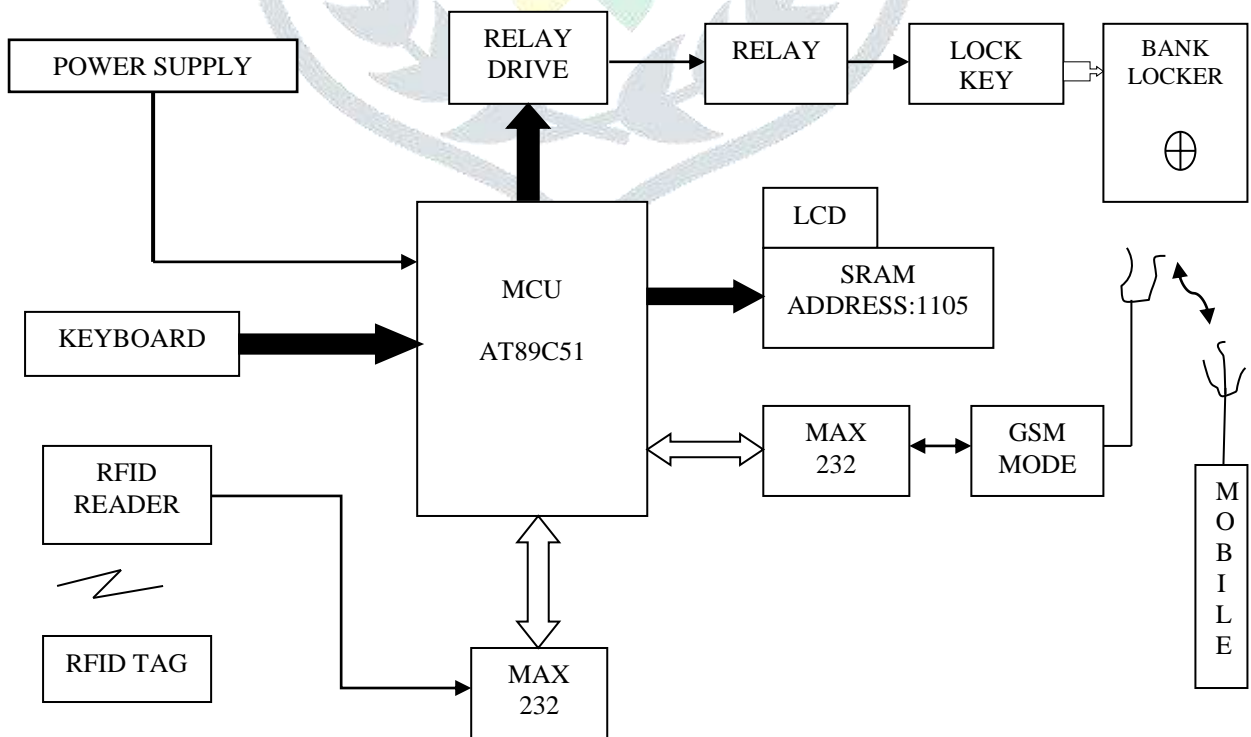 POWER SUPPLY
RELAY
DRIVE
RELAY
LOCK
KEY
BANK
LOCKER
LCD
SRAM
ADDRESS:1105
MCU
AT89C51
KEYBOARD
RFID
READER
MAX
232
GSM
MODE
M
O
B
I
L
E
RFID TAG
MAX
232